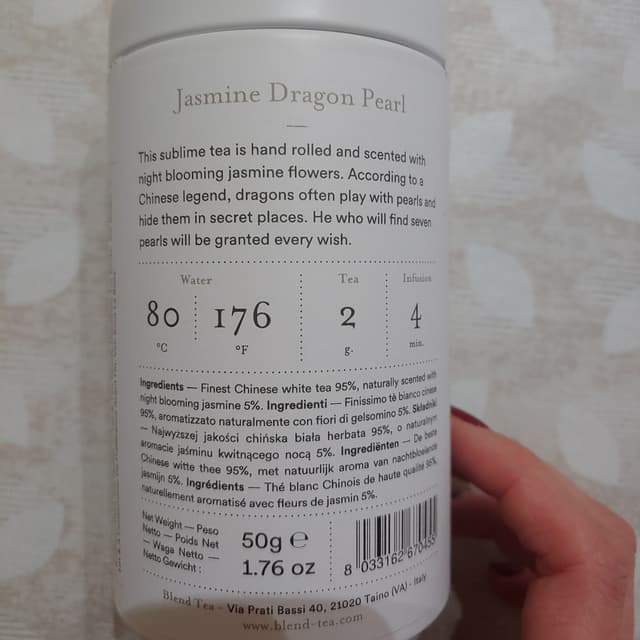 Jasmine Dragon Pearl
This sublime tea is hand rolled and scented with
night blooming jasmine flowers. According to a
Chinese legend, dragons often play with pearls and
hide them in secret places. He who will find seven
pearls will be granted every wish.
Water
Tea
Infusion
80
176
2
4
°C
°F
g.
min.
Ingredients — Finest Chinese white tea 95%, naturally scented with
night blooming jasmine 5%. Ingredienti — Finissimo tè bianco cinese
95%, aromatizzato naturalmente con fiori di gelsomino 5%. Składniki
— Najwyższej jakości chińska biała herbata 95%, o naturalnym
aromacie jaśminu kwitnącego nocą 5%. Ingrediënten — De beste
Chinese witte thee 95%, met natuurlijk aroma van nachtbloeiende
jasmijn 5%. Ingrédients — Thé blanc Chinois de haute qualité 95%,
naturellement aromatisé avec fleurs de jasmin 5%.
Net Weight — Peso
Netto — Poids Net
— Waga Netto —
Netto Gewicht :
50g ℮
1.76 oz
8 033162 670455
Blend Tea - Via Prati Bassi 40, 21020 Taino (VA) - Italy
www.blend-tea.com